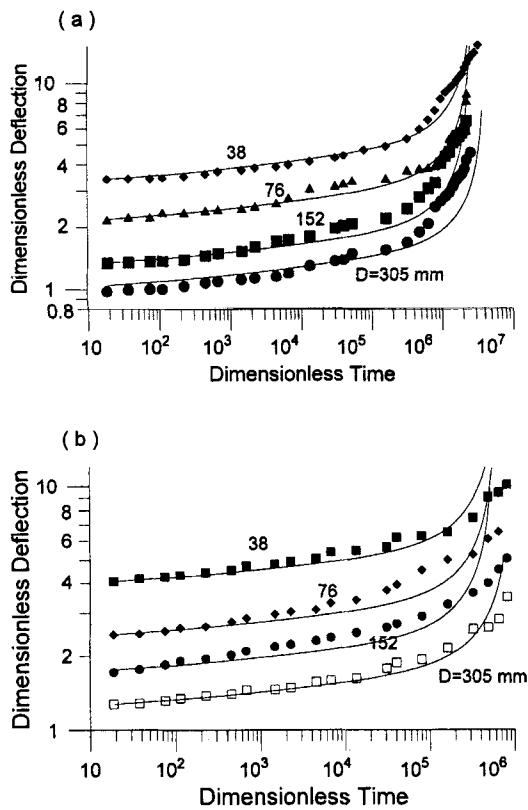 ( a )
Dimensionless Deflection
10
8
6
4
2
1
0.8
38
76
152
D=305 mm
10 10² 10³ 10⁴ 10⁵ 10⁶ 10⁷
Dimensionless Time
( b )
Dimensionless Deflection
10
8
6
4
2
1
38
76
152
D=305 mm
10 10² 10³ 10⁴ 10⁵ 10⁶
Dimensionless Time